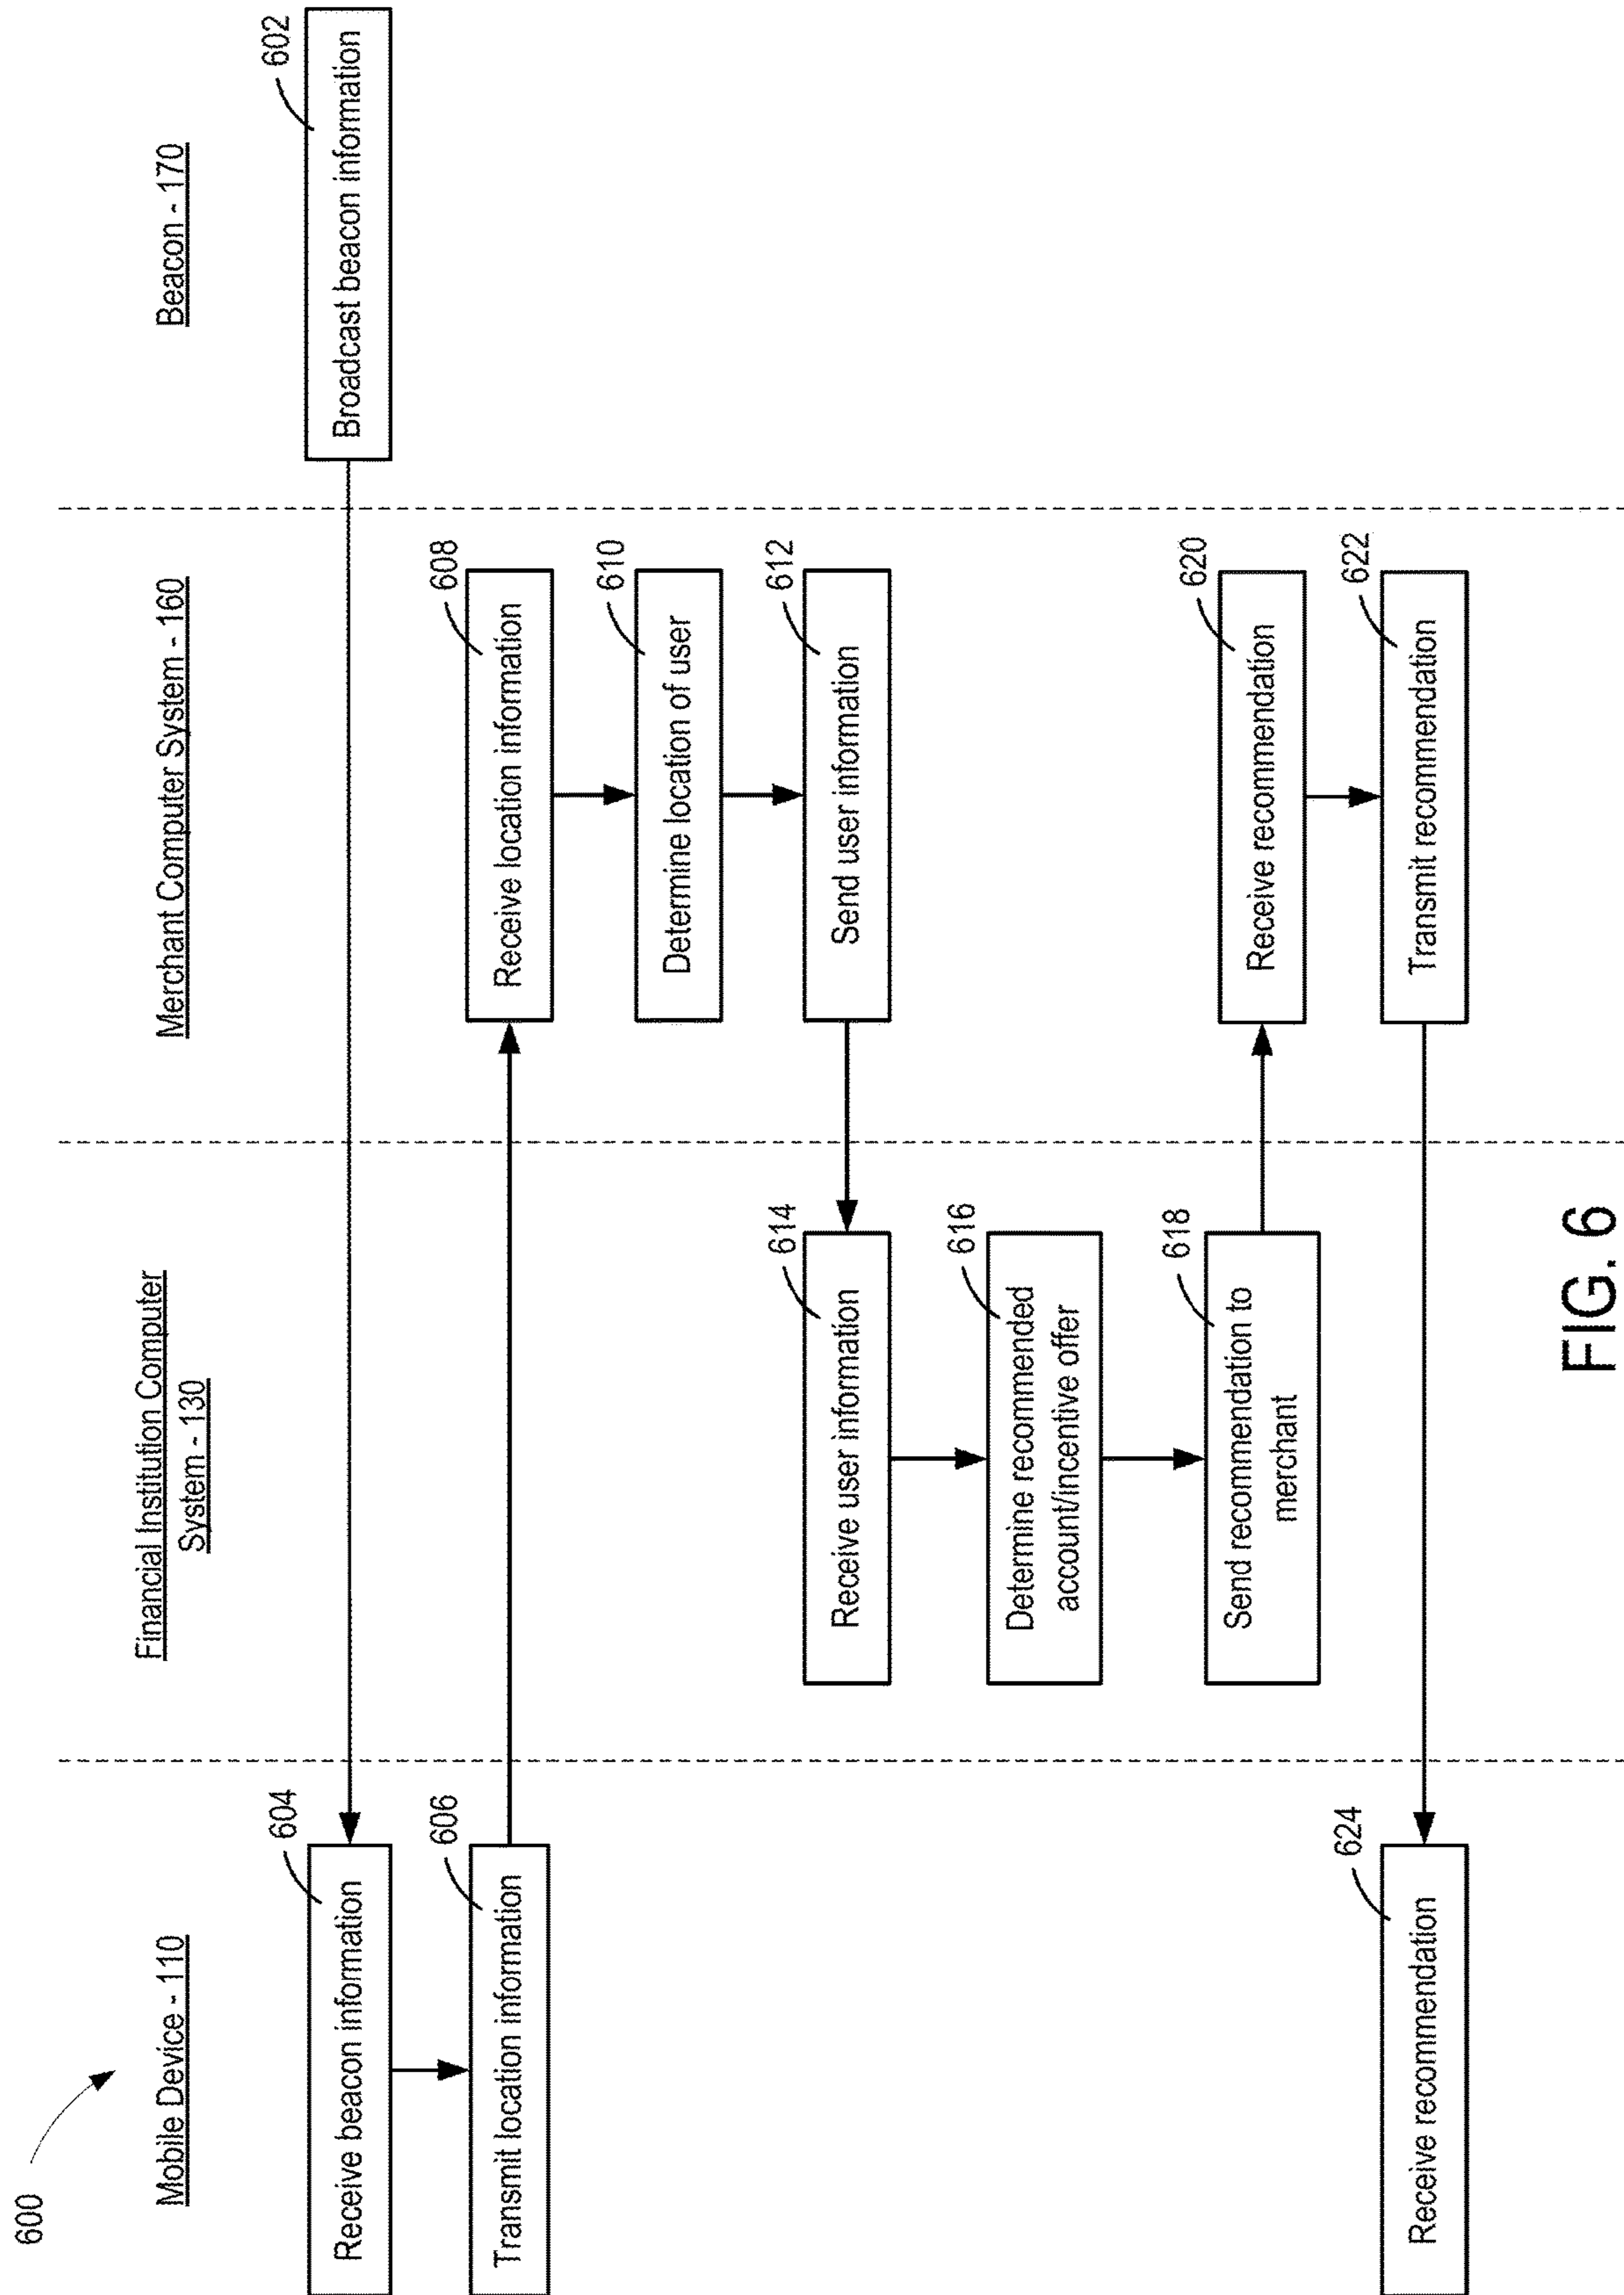 600
Mobile Device - 110
Financial Institution Computer
System - 130
Merchant Computer System - 160
Beacon - 170
602
Broadcast beacon information
604
Receive beacon information
606
Transmit location information
608
Receive location information
610
Determine location of user
612
Send user information
614
Receive user information
616
Determine recommended
account/incentive offer
618
Send recommendation to
merchant
620
Receive recommendation
622
Transmit recommendation
624
Receive recommendation
FIG. 6